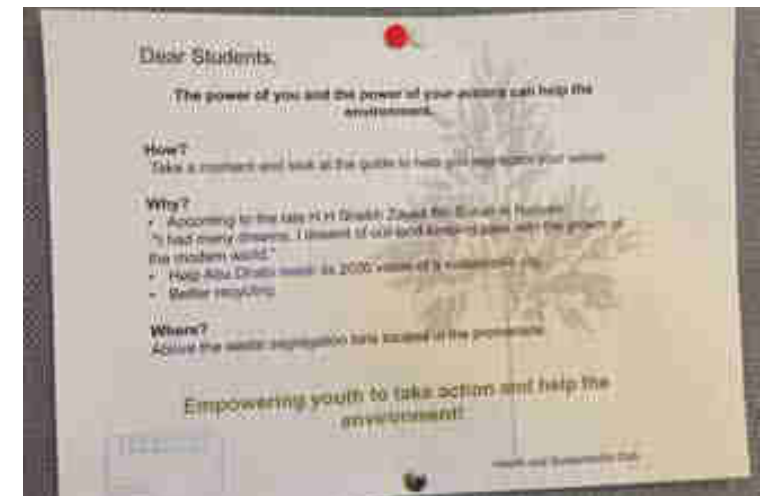 Dear Students,
The power of you and the power of your actions can help the
environment.
How?
Take a moment and look at the guide to help you segregate your waste
Why?
• According to the late H.H Sheikh Zayed Bin Sultan Al Nahyan
"I had many dreams. I dreamt of our land keeping pace with the growth of
the modern world."
• Help Abu Dhabi reach its 2030 vision of a sustainable city
• Better recycling
Where?
Above the waste segregation bins located in the promenade
Empowering youth to take action and help the
environment!
Health and